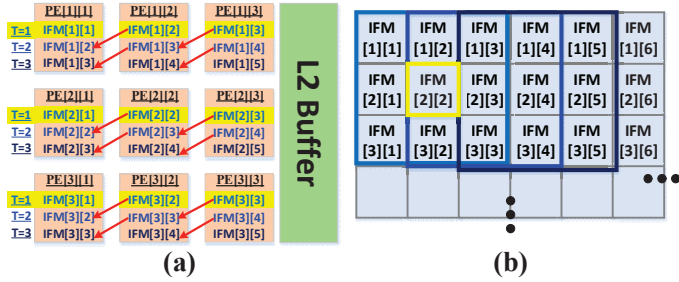 PE[1][1] PE[1][2] PE[1][3]
T=1 IFM[1][1] IFM[1][2] IFM[1][3]
T=2 IFM[1][2] IFM[1][3] IFM[1][4]
T=3 IFM[1][3] IFM[1][4] IFM[1][5]
PE[2][1] PE[2][2] PE[2][3]
T=1 IFM[2][1] IFM[2][2] IFM[2][3]
T=2 IFM[2][2] IFM[2][3] IFM[2][4]
T=3 IFM[2][3] IFM[2][4] IFM[2][5]
PE[3][1] PE[3][2] PE[3][3]
T=1 IFM[3][1] IFM[3][2] IFM[3][3]
T=2 IFM[3][2] IFM[3][3] IFM[3][4]
T=3 IFM[3][3] IFM[3][4] IFM[3][5]
L2 Buffer
(a)
IFM IFM IFM IFM IFM IFM
[1][1] [1][2] [1][3] [1][4] [1][5] [1][6]
IFM IFM IFM IFM IFM IFM
[2][1] [2][2] [2][3] [2][4] [2][5] [2][6]
IFM IFM IFM IFM IFM IFM
[3][1] [3][2] [3][3] [3][4] [3][5] [3][6]
(b)